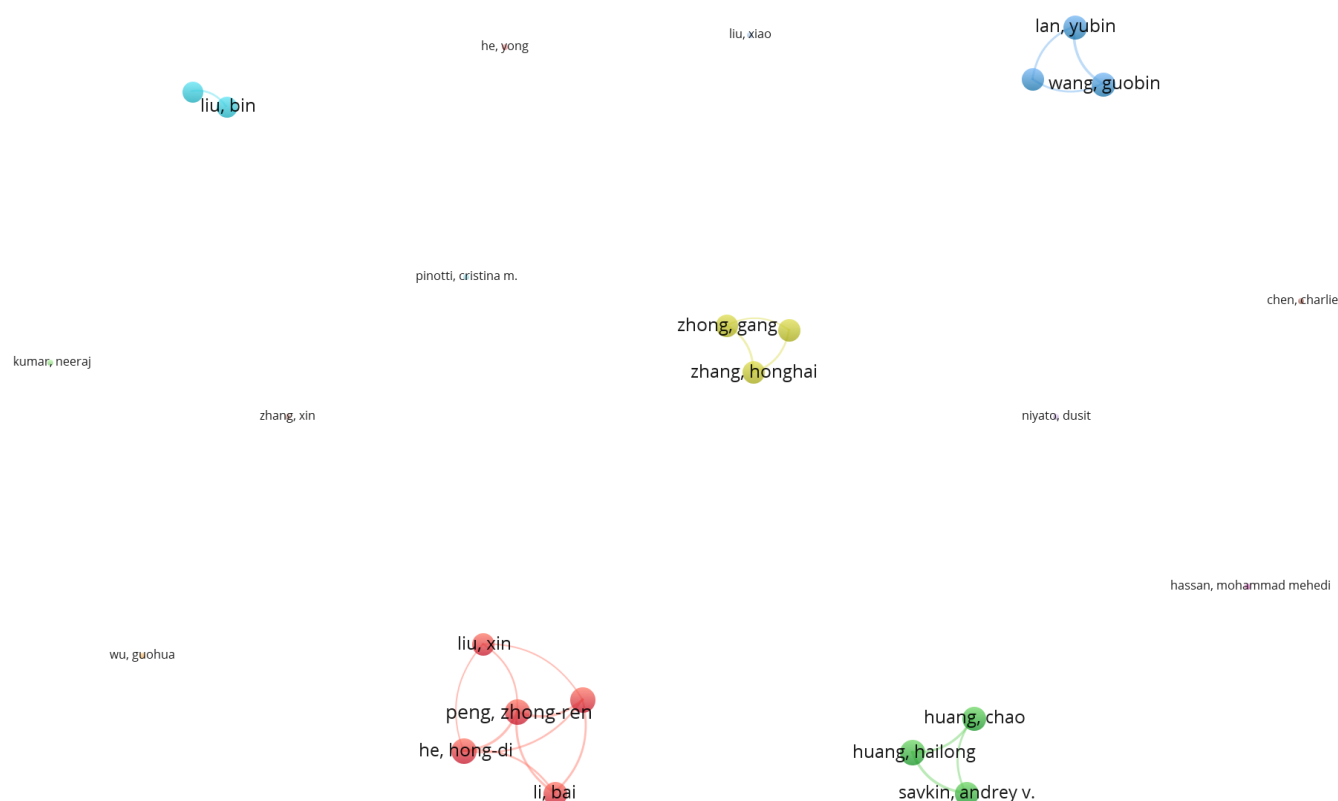 lan, yubin
liu, xiao
he, yong
wang, guobin
liu, bin
pinotti, cristina m.
chen, charlie
zhong, gang
kumar, neeraj
zhang, honghai
zhang, xin
niyato, dusit
hassan, mohammad mehedi
liu, xin
wu, guohua
peng, zhong-ren
huang, chao
he, hong-di
huang, hailong
li, bai
savkin, andrey v.